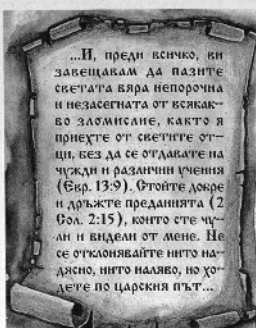 ...И, преди всичко, ви
завещавам да пазите
светата вяра непорочна
и незасегната от всякак-
во зломислие, както я
приехте от светите от-
ци, без да се отдавате на
чужди и различни учения
(Евр. 13:9). Стойте добре
и дръжте преданията (2
Сол. 2:15), които сте чу-
ли и видели от мене. Не
се отклонявайте нито на-
дясно, нито наляво, но хо-
дете по царския път...